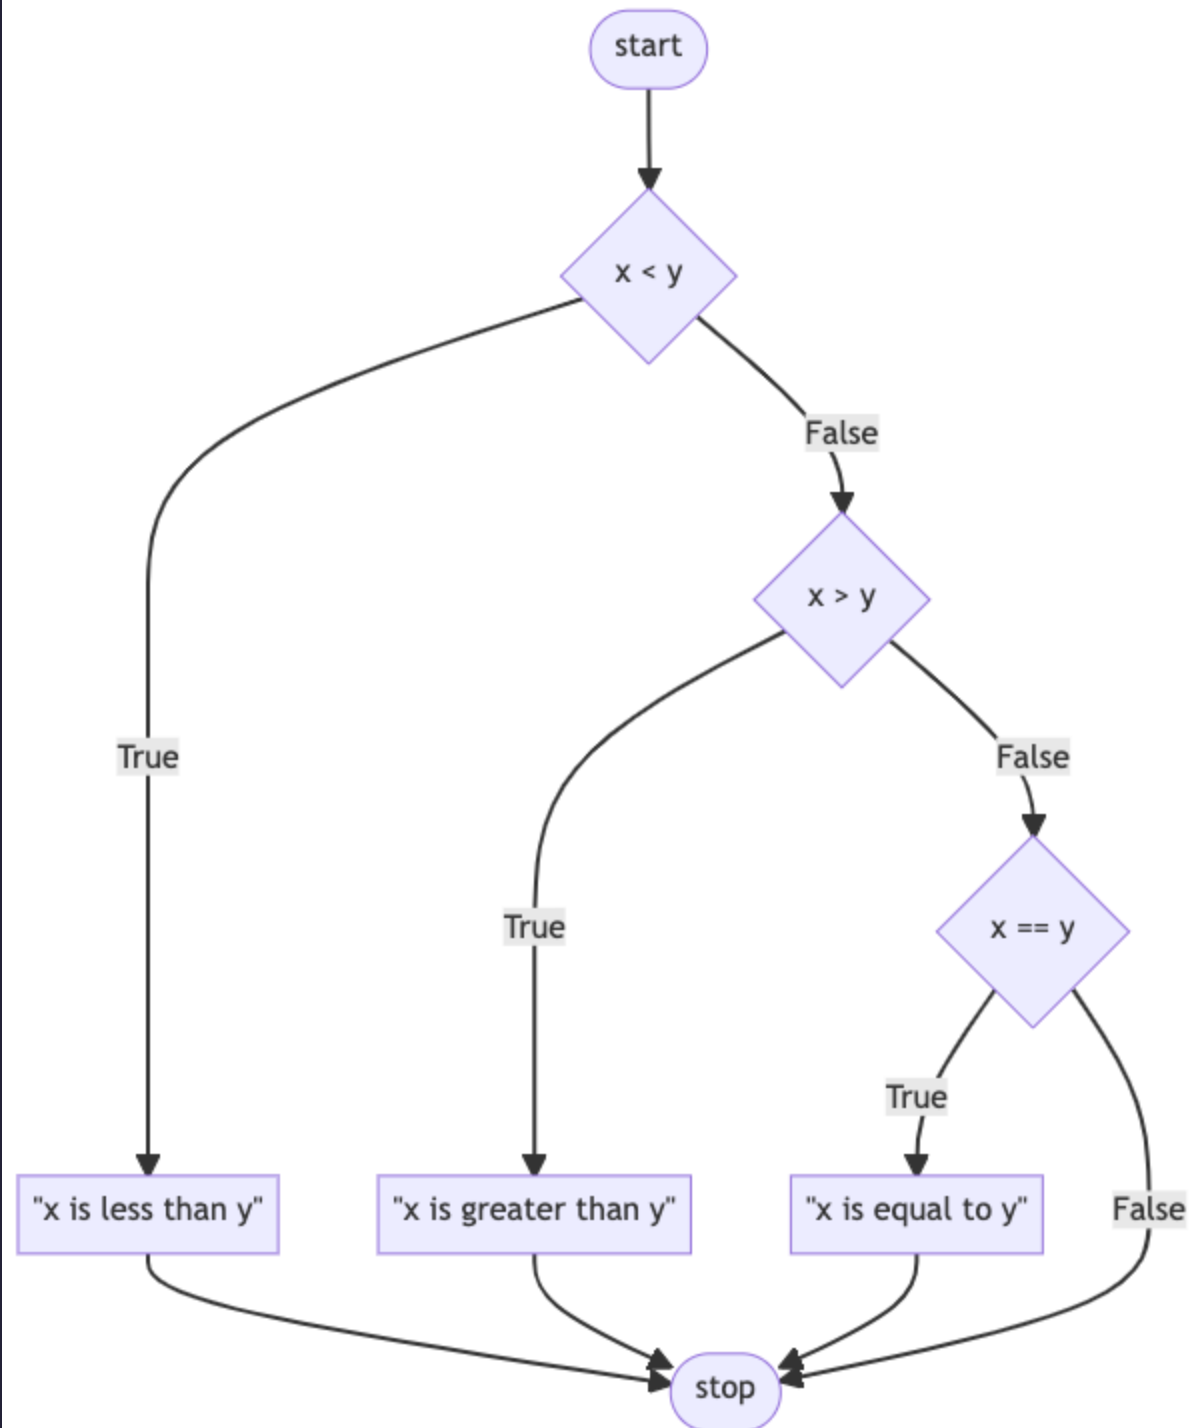 start
x < y
False
x > y
True
False
True
x == y
True
"x is less than y"
"x is greater than y"
"x is equal to y"
False
stop